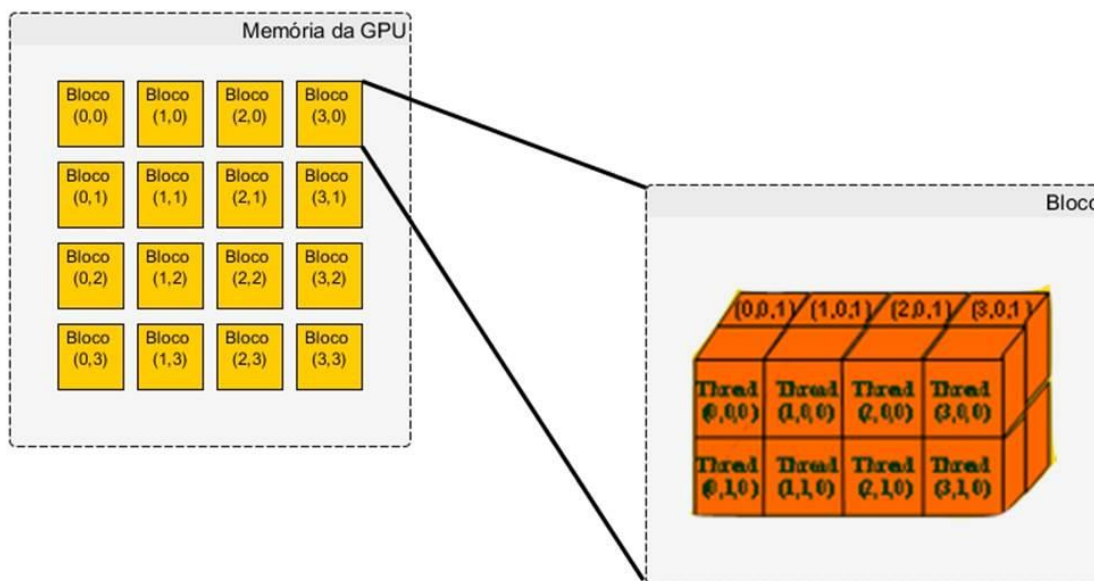 Memória da GPU
Bloco
(0,0)
Bloco
(1,0)
Bloco
(2,0)
Bloco
(3,0)
Bloco
(0,1)
Bloco
(1,1)
Bloco
(2,1)
Bloco
(3,1)
Bloco
(0,2)
Bloco
(1,2)
Bloco
(2,2)
Bloco
(3,2)
Bloco
(0,3)
Bloco
(1,3)
Bloco
(2,3)
Bloco
(3,3)
Bloco
(0,0,1) (1,0,1) (2,0,1) (3,0,1)
Thread
(0,0,0)
Thread
(1,0,0)
Thread
(2,0,0)
Thread
(3,0,0)
Thread
(0,1,0)
Thread
(1,1,0)
Thread
(2,1,0)
Thread
(3,1,0)